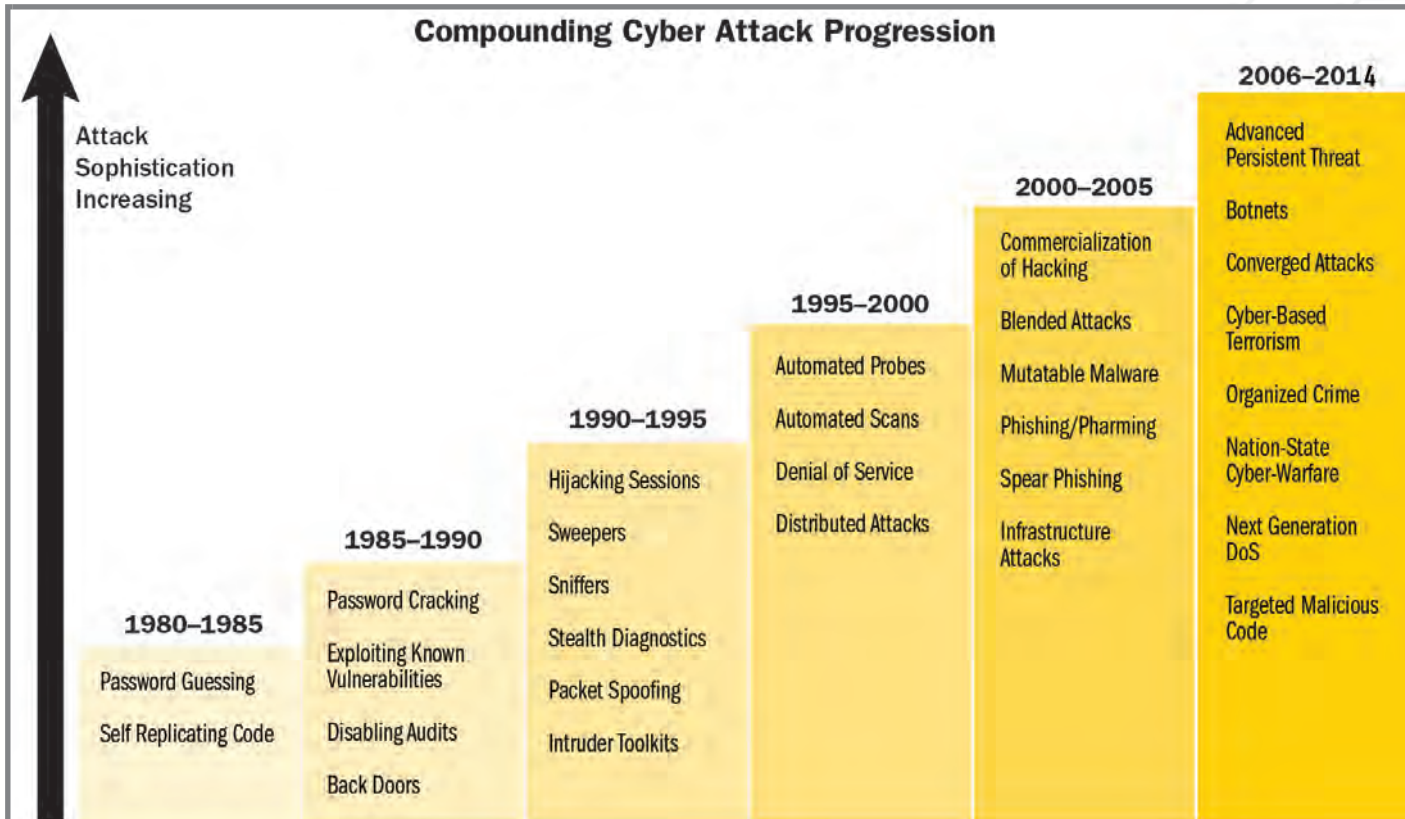 Compounding Cyber Attack Progression
Attack
Sophistication
Increasing
1980–1985
Password Guessing
Self Replicating Code
1985–1990
Password Cracking
Exploiting Known
Vulnerabilities
Disabling Audits
Back Doors
1990–1995
Hijacking Sessions
Sweepers
Sniffers
Stealth Diagnostics
Packet Spoofing
Intruder Toolkits
1995–2000
Automated Probes
Automated Scans
Denial of Service
Distributed Attacks
2000–2005
Commercialization
of Hacking
Blended Attacks
Mutatable Malware
Phishing/Pharming
Spear Phishing
Infrastructure
Attacks
2006–2014
Advanced
Persistent Threat
Botnets
Converged Attacks
Cyber-Based
Terrorism
Organized Crime
Nation-State
Cyber-Warfare
Next Generation
DoS
Targeted Malicious
Code